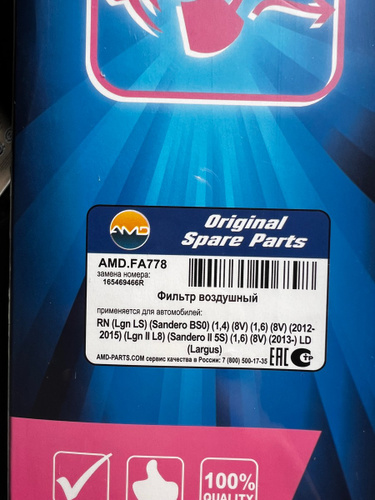 AMD
Original
Spare Parts
AMD.FA778
замена номера:
165469466R
Фильтр воздушный
применяется для автомобилей:
RN (Lgn LS) (Sandero BS0) (1,4) (8V) (1,6) (8V) (2012-
2015) (Lgn II L8) (Sandero II 5S) (1,6) (8V) (2013-) LD
(Largus)
AMD-PARTS.COM сервис качества в России: 7 (800) 500-17-35
EAC
100%
QUALITY